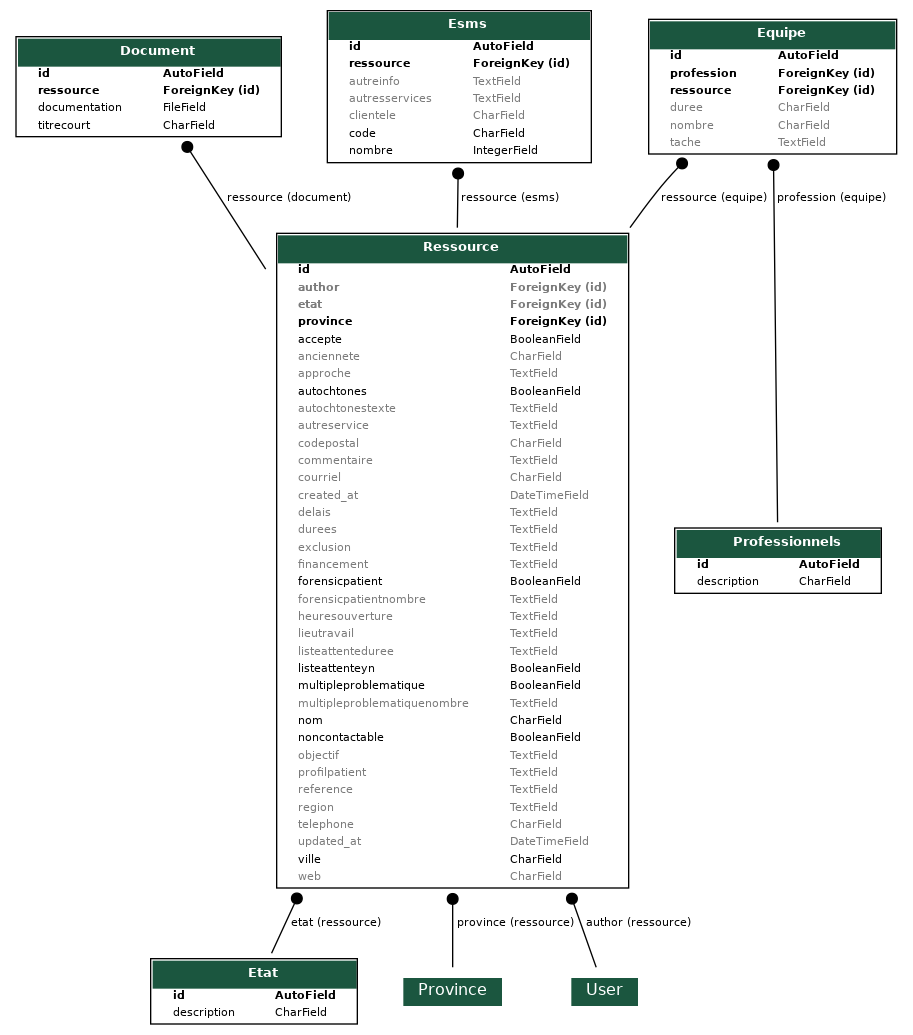 Document
id AutoField
ressource ForeignKey (id)
documentation FileField
titrecourt CharField
Esms
id AutoField
ressource ForeignKey (id)
autreinfo TextField
autresservices TextField
clientele CharField
code CharField
nombre IntegerField
Equipe
id AutoField
profession ForeignKey (id)
ressource ForeignKey (id)
duree CharField
nombre CharField
tache TextField
ressource (document)
ressource (esms)
ressource (equipe)
profession (equipe)
Ressource
id AutoField
author ForeignKey (id)
etat ForeignKey (id)
province ForeignKey (id)
accepte BooleanField
anciennete CharField
approche TextField
autochtones BooleanField
autochtonestexte TextField
autreservice TextField
codepostal CharField
commentaire TextField
courriel CharField
created_at DateTimeField
delais TextField
durees TextField
exclusion TextField
financement TextField
forensicpatient BooleanField
forensicpatientnombre TextField
heuresouverture TextField
lieutravail TextField
listeattenteduree TextField
listeattenteyn BooleanField
multipleproblematique BooleanField
multipleproblematiquenombre TextField
nom CharField
noncontactable BooleanField
objectif TextField
profilpatient TextField
reference TextField
region TextField
telephone CharField
updated_at DateTimeField
ville CharField
web CharField
Professionnels
id AutoField
description CharField
etat (ressource)
province (ressource)
author (ressource)
Etat
id AutoField
description CharField
Province
User